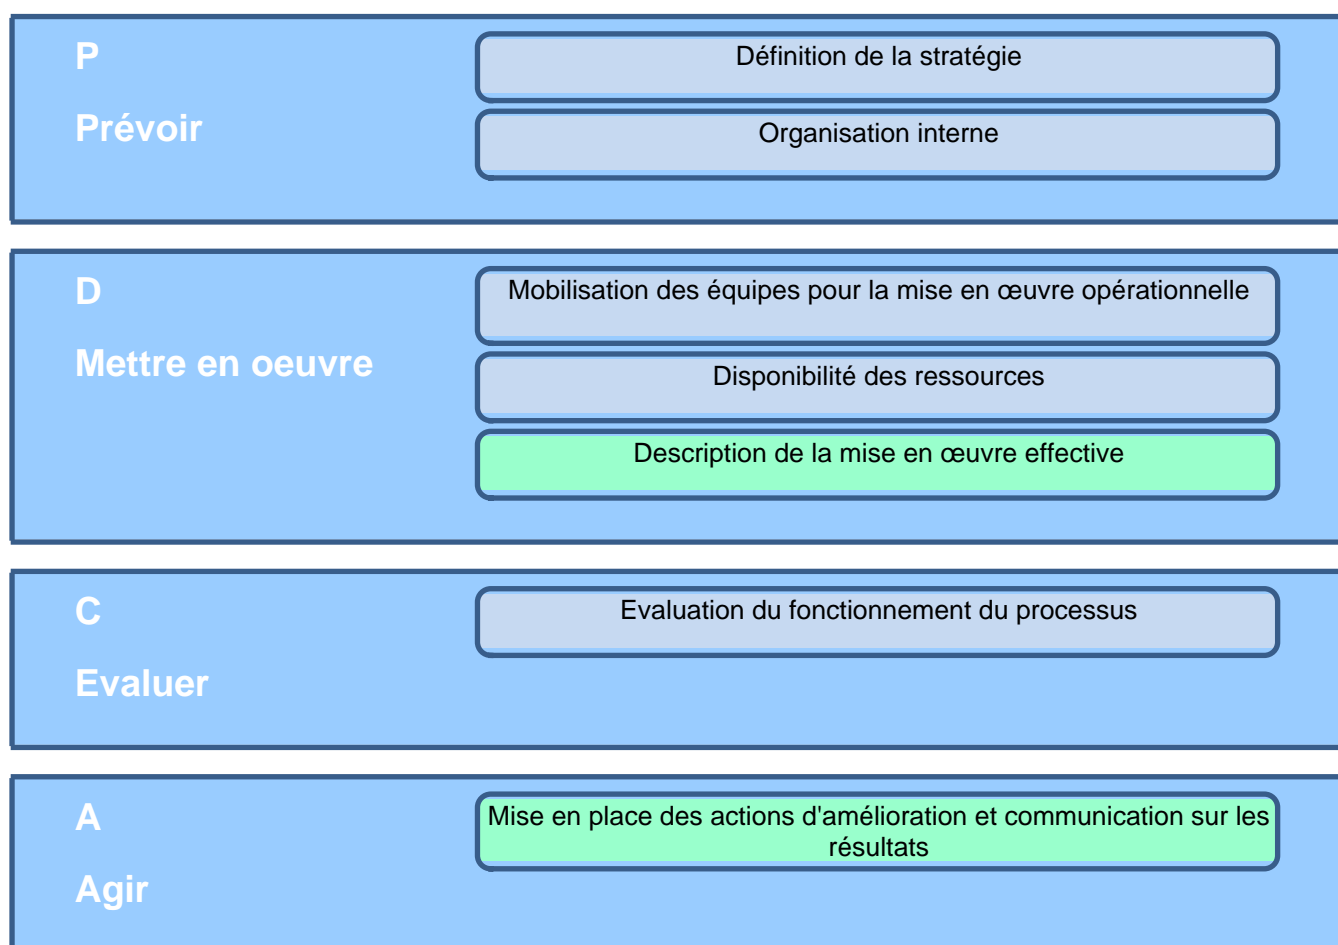 P
Prévoir
Définition de la stratégie
Organisation interne
D
Mettre en oeuvre
Mobilisation des équipes pour la mise en œuvre opérationnelle
Disponibilité des ressources
Description de la mise en œuvre effective
C
Evaluer
Evaluation du fonctionnement du processus
A
Agir
Mise en place des actions d'amélioration et communication sur les
résultats